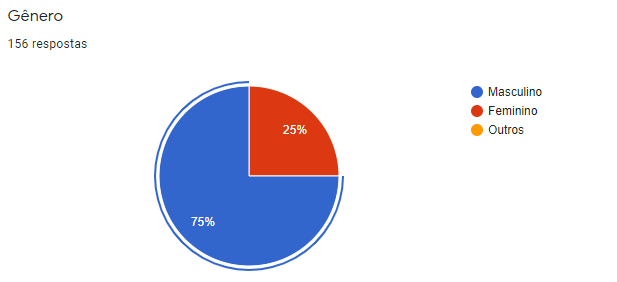 Gênero
156 respostas
Masculino
Feminino
Outros
25%
75%